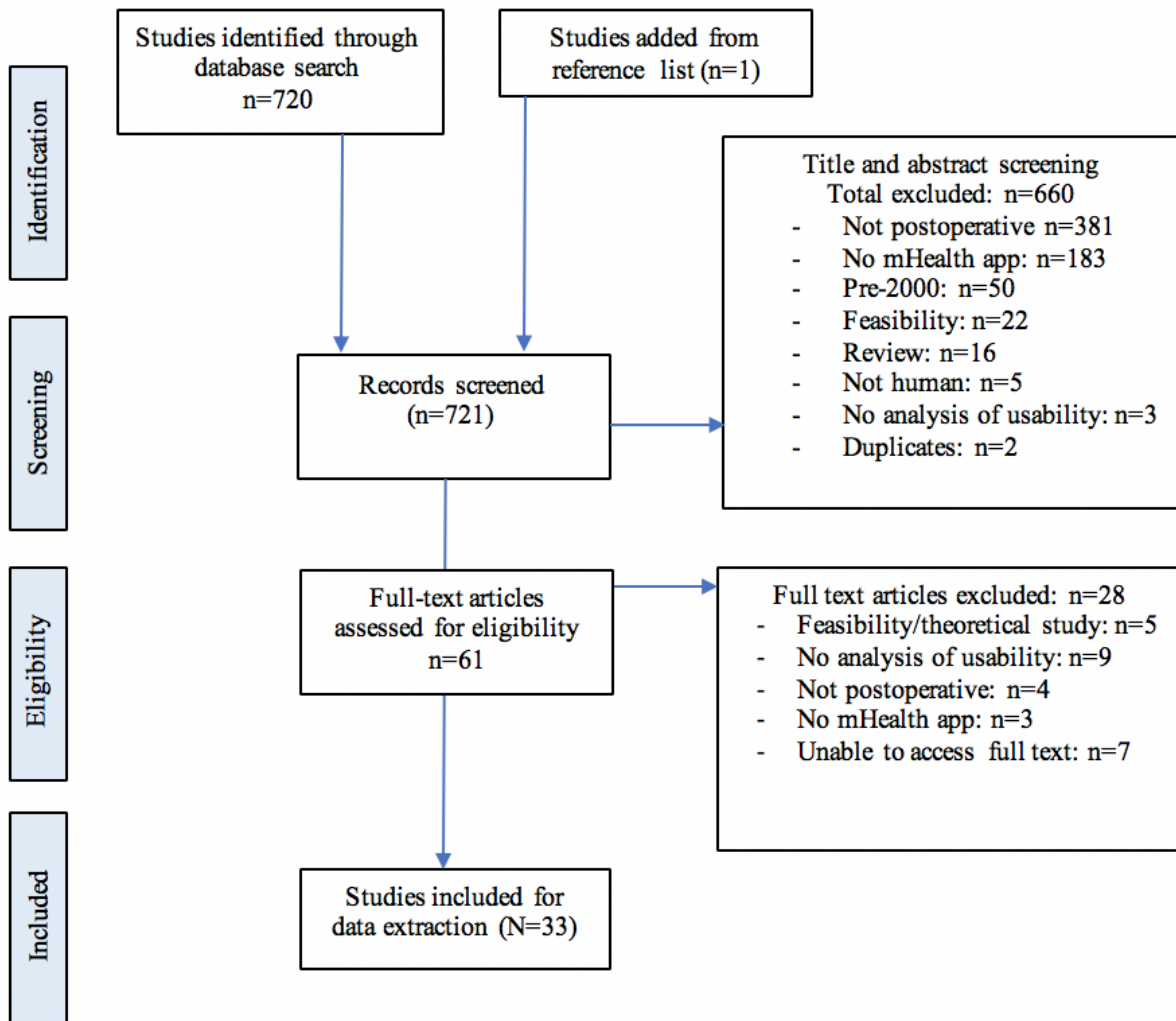 Studies identified through
database search
n=720
Studies added from
reference list (n=1)
Identification
Title and abstract screening
Total excluded: n=660
- Not postoperative n=381
- No mHealth app: n=183
- Pre-2000: n=50
- Feasibility: n=22
- Review: n=16
- Not human: n=5
- No analysis of usability: n=3
- Duplicates: n=2
Screening
Records screened
(n=721)
Eligibility
Full-text articles
assessed for eligibility
n=61
Full text articles excluded: n=28
- Feasibility/theoretical study: n=5
- No analysis of usability: n=9
- Not postoperative: n=4
- No mHealth app: n=3
- Unable to access full text: n=7
Included
Studies included for
data extraction (N=33)